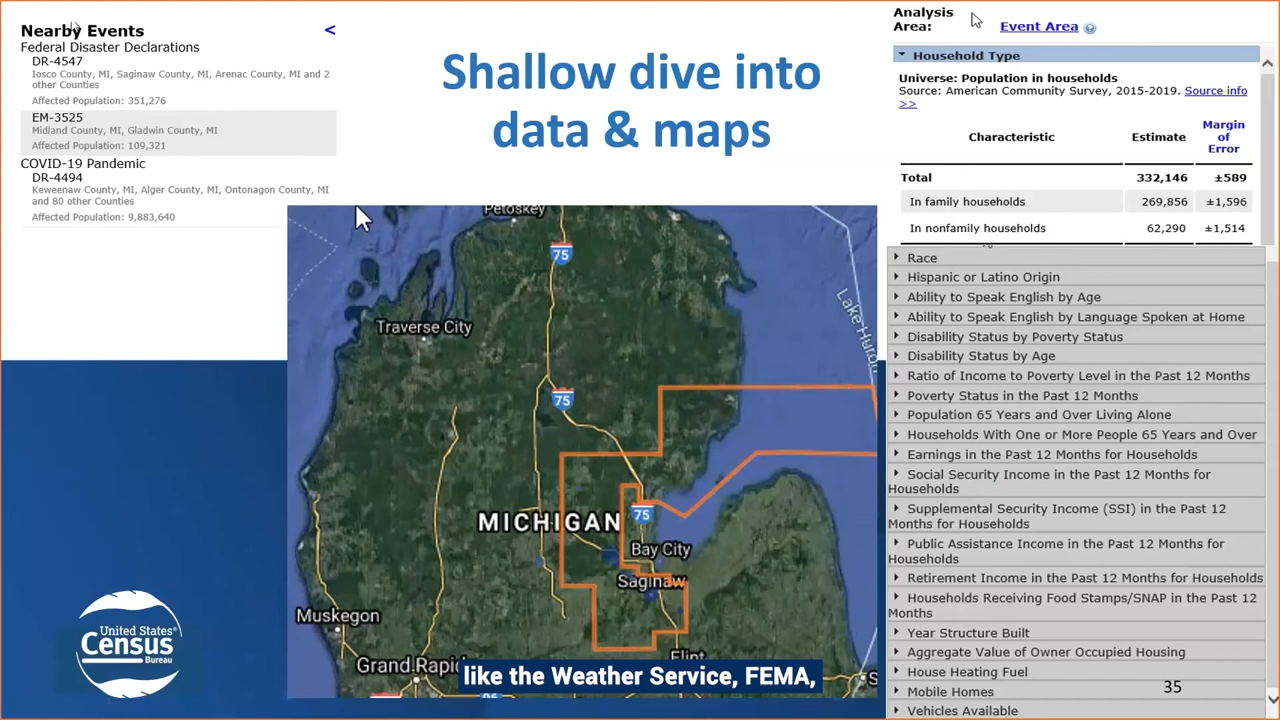 Nearby Events
<
Federal Disaster Declarations
DR-4547
Iosco County, MI, Saginaw County, MI, Arenac County, MI and 2
other Counties
Affected Population: 351,276
EM-3525
Midland County, MI, Gladwin County, MI
Affected Population: 109,321
COVID-19 Pandemic
DR-4494
Keweenaw County, MI, Alger County, MI, Ontonagon County, MI
and 80 other Counties
Affected Population: 9,883,640
Shallow dive into
data & maps
Petoskey
75
Traverse City
Lake Huron
75
MICHIGAN
75
Bay City
Saginaw
Muskegon
Flint
Grand Rapid
96
S
like the Weather Service, FEMA,
United States®
Census
Bureau
Analysis
Area:
Event Area
Household Type
Universe: Population in households
Source: American Community Survey, 2015-2019. Source info
>>
Characteristic Estimate Margin of Error
Total 332,146 ±589
In family households 269,856 ±1,596
In nonfamily households 62,290 ±1,514
Race
Hispanic or Latino Origin
Ability to Speak English by Age
Ability to Speak English by Language Spoken at Home
Disability Status by Poverty Status
Disability Status by Age
Ratio of Income to Poverty Level in the Past 12 Months
Poverty Status in the Past 12 Months
Population 65 Years and Over Living Alone
Households With One or More People 65 Years and Over
Earnings in the Past 12 Months for Households
Social Security Income in the Past 12 Months for
Households
Supplemental Security Income (SSI) in the Past 12
Months for Households
Public Assistance Income in the Past 12 Months for
Households
Retirement Income in the Past 12 Months for Households
Households Receiving Food Stamps/SNAP in the Past 12
Months
Year Structure Built
Aggregate Value of Owner Occupied Housing
House Heating Fuel
Mobile Homes
35
Vehicles Available